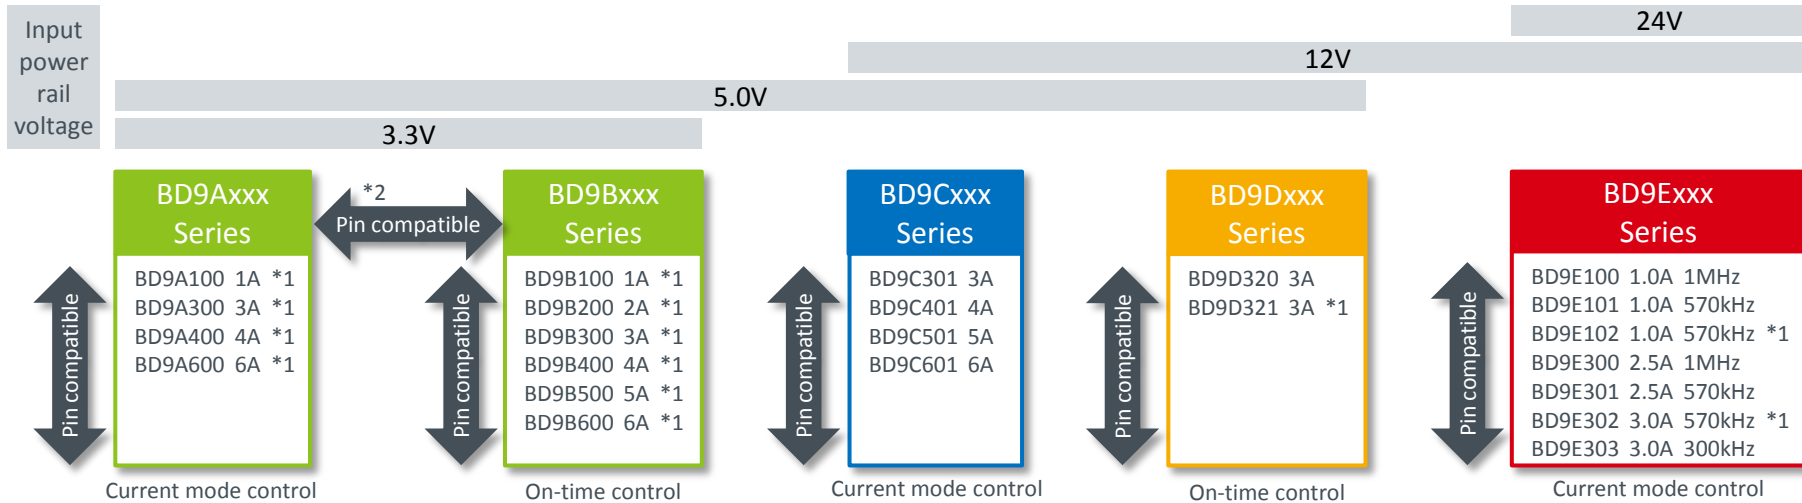 Input
power
rail
voltage
24V
12V
5.0V
3.3V
BD9Axxx
Series
BD9A100 1A *1
BD9A300 3A *1
BD9A400 4A *1
BD9A600 6A *1
Pin compatible
Current mode control
*2
Pin compatible
BD9Bxxx
Series
BD9B100 1A *1
BD9B200 2A *1
BD9B300 3A *1
BD9B400 4A *1
BD9B500 5A *1
BD9B600 6A *1
Pin compatible
On-time control
BD9Cxxx
Series
BD9C301 3A
BD9C401 4A
BD9C501 5A
BD9C601 6A
Pin compatible
Current mode control
BD9Dxxx
Series
BD9D320 3A
BD9D321 3A *1
Pin compatible
On-time control
BD9Exxx
Series
BD9E100 1.0A 1MHz
BD9E101 1.0A 570kHz
BD9E102 1.0A 570kHz *1
BD9E300 2.5A 1MHz
BD9E301 2.5A 570kHz
BD9E302 3.0A 570kHz *1
BD9E303 3.0A 300kHz
Pin compatible
Current mode control